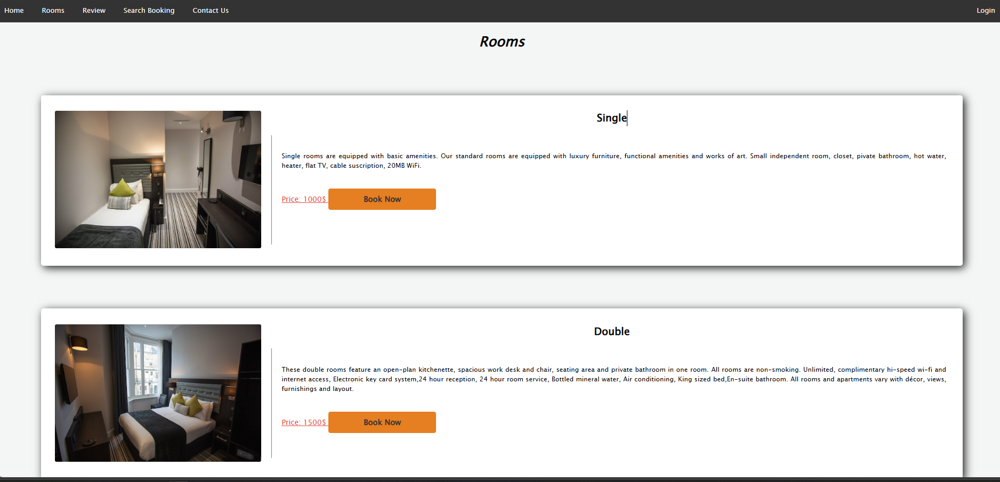 Home Rooms Review Search Booking Contact Us Login
Rooms
Single
Single rooms are equipped with basic amenities. Our standard rooms are equipped with luxury furniture, functional amenities and works of art. Small independent room, closet, pivate bathroom, hot water,
heater, flat TV, cable suscription, 20MB WiFi.
Price: 1000$ Book Now
Double
These double rooms feature an open-plan kitchenette, spacious work desk and chair, seating area and private bathroom in one room. All rooms are non-smoking. Unlimited, complimentary hi-speed wi-fi and
internet access, Electronic key card system,24 hour reception, 24 hour room service, Bottled mineral water, Air conditioning, King sized bed,En-suite bathroom. All rooms and apartments vary with décor, views,
furnishings and layout.
Price: 1500$ Book Now